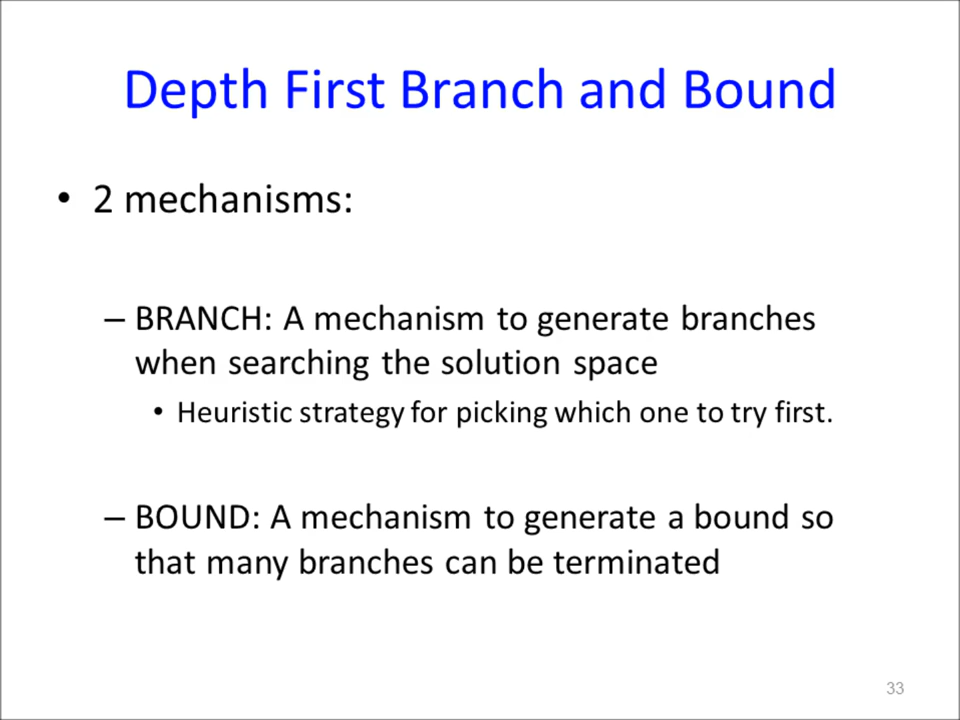 Depth First Branch and Bound
• 2 mechanisms:
– BRANCH: A mechanism to generate branches
when searching the solution space
• Heuristic strategy for picking which one to try first.
– BOUND: A mechanism to generate a bound so
that many branches can be terminated
33